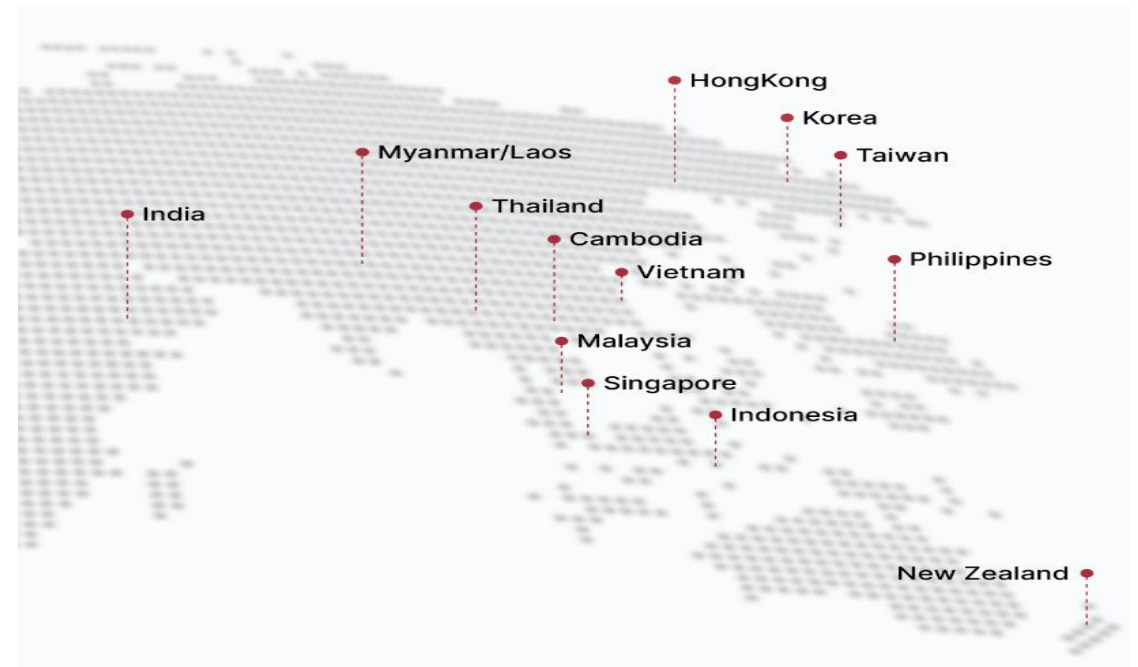 HongKong
Korea
Myanmar/Laos
Taiwan
Thailand
India
Cambodia
Philippines
Vietnam
Malaysia
Singapore
Indonesia
New Zealand